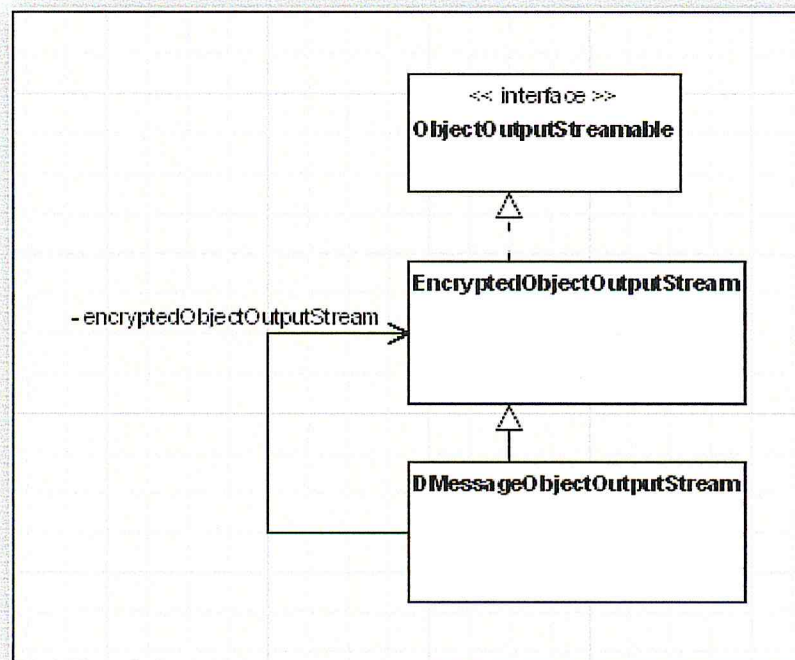 << interface >>
ObjectOutputStreamable
EncryptedObjectOutputStream
- encryptedObjectOutputStream
DMessageObjectOutputStream